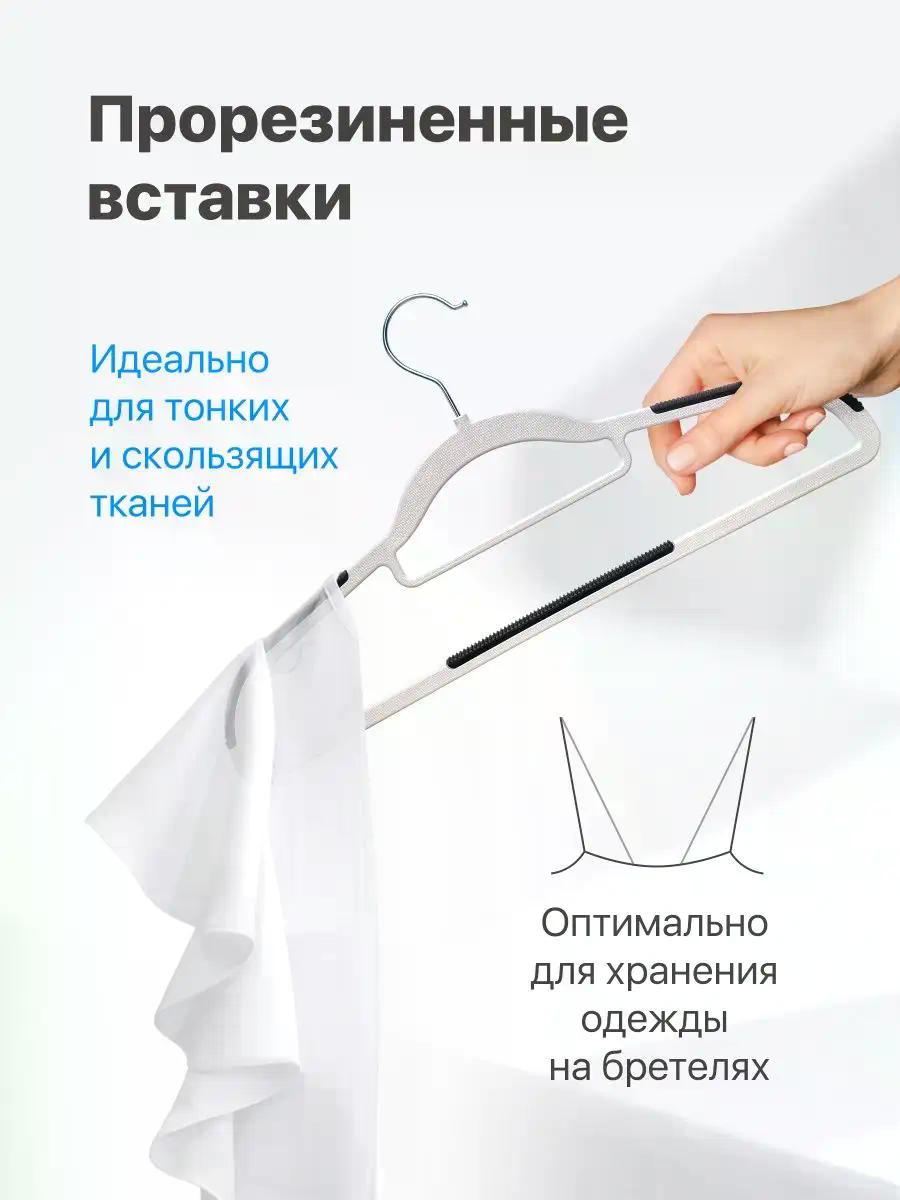 Прорезиненные
вставки
Идеально
для тонких
и скользящих
тканей
Оптимально
для хранения
одежды
на бретелях